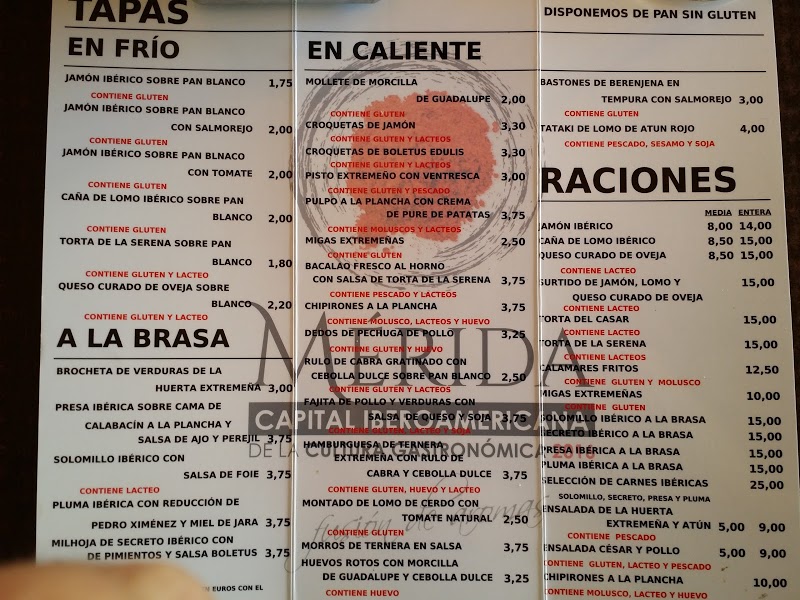 TAPAS
EN FRÍO
JAMÓN IBÉRICO SOBRE PAN BLANCO 1,75
CONTIENE GLUTEN
JAMÓN IBÉRICO SOBRE PAN BLANCO
CON SALMOREJO 2,00
CONTIENE GLUTEN
JAMÓN IBÉRICO SOBRE PAN BLNACO
CON TOMATE 2,00
CONTIENE GLUTEN
CAÑA DE LOMO IBÉRICO SOBRE PAN
BLANCO 2,00
CONTIENE GLUTEN
TORTA DE LA SERENA SOBRE PAN
BLANCO 1,80
CONTIENE GLUTEN Y LACTEO
QUESO CURADO DE OVEJA SOBRE
BLANCO 2,20
CONTIENE GLUTEN Y LACTEO
A LA BRASA
BROCHETA DE VERDURAS DE LA
HUERTA EXTREMEÑA 3,00
PRESA IBÉRICA SOBRE CAMA DE
CALABACÍN A LA PLANCHA Y
SALSA DE AJO Y PEREJIL 3,75
SOLOMILLO IBÉRICO CON
SALSA DE FOIE 3,75
CONTIENE LACTEO
PLUMA IBÉRICA CON REDUCIÓN DE
PEDRO XIMÉNEZ Y MIEL DE JARA 3,75
MILHOJA DE SECRETO IBÉRICO CON
DE PIMIENTOS Y SALSA BOLETUS 3,75
EN EUROS CON EL
EN CALIENTE
MOLLETE DE MORCILLA
DE GUADALUPE 2,00
CONTIENE GLUTEN
CROQUETAS DE JAMÓN 3,30
CONTIENE GLUTEN Y LACTEOS
CROQUETAS DE BOLETUS EDULIS 3,30
CONTIENE GLUTEN Y LACTEOS
PISTO EXTREMEÑO CON VENTRESCA 3,00
CONTIENE GLUTEN Y PESCADO
PULPO A LA PLANCHA CON CREMA
DE PURE DE PATATAS 3,75
CONTIENE MOLUSCOS Y LACTEOS
MIGAS EXTREMEÑAS 2,50
CONTIENE GLUTEN
BACALAO FRESCO AL HORNO
CON SALSA DE TORTA DE LA SERENA 3,75
CONTIENE PESCADO Y LACTEOS
CHIPIRONES A LA PLANCHA 3,75
CONTIENE MOLUSCO, LACTEOS Y HUEVO
DEDOS DE PECHUGA DE POLLO 3,25
CONTIENE GLUTEN Y HUEVO
RULO DE CABRA GRATINADO CON
CEBOLLA DULCE SOBRE PAN BLANCO 2,50
CONTIENE GLUTEN Y LACTEOS
FAJITA DE POLLO Y VERDURAS CON
SALSA DE QUESO Y SOJA 3,75
CONTIENE GLUTEN, LACTEO Y SOJA
HAMBURGUESA DE TERNERA
EXTREMEÑA CON RULO DE
CABRA Y CEBOLLA DULCE 3,75
CONTIENE GLUTEN, HUEVO Y LACTEO
MONTADO DE LOMO DE CERDO CON
TOMATE NATURAL 2,50
CONTIENE GLUTEN
MORROS DE TERNERA EN SALSA 3,75
HUEVOS ROTOS CON MORCILLA
DE GUADALUPE Y CEBOLLA DULCE 3,25
CONTIENE HUEVO
MÉRIDA
CAPITAL IBEROAMERICANA
DE LA CULTURA GASTRONÓMICA 2016
fusión de aromas
DISPONEMOS DE PAN SIN GLUTEN
BASTONES DE BERENJENA EN
TEMPURA CON SALMOREJO 3,00
CONTIENE GLUTEN
TATAKI DE LOMO DE ATUN ROJO 4,00
CONTIENE PESCADO, SESAMO Y SOJA
RACIONES
MEDIA ENTERA
JAMÓN IBÉRICO 8,00 14,00
CAÑA DE LOMO IBÉRICO 8,50 15,00
QUESO CURADO DE OVEJA 8,50 15,00
CONTIENE LACTEO
SURTIDO DE JAMÓN, LOMO Y 15,00
QUESO CURADO DE OVEJA
CONTIENE LACTEO
TORTA DEL CASAR 15,00
CONTIENE LACTEO
TORTA DE LA SERENA 15,00
CONTIENE LACTEOS
CALAMARES FRITOS 12,50
CONTIENE GLUTEN Y MOLUSCO
MIGAS EXTREMEÑAS 10,00
CONTIENE GLUTEN
SOLOMILLO IBÉRICO A LA BRASA 15,00
SECRETO IBÉRICO A LA BRASA 15,00
PRESA IBÉRICA A LA BRASA 15,00
PLUMA IBÉRICA A LA BRASA 15,00
SELECCIÓN DE CARNES IBÉRICAS 25,00
SOLOMILLO, SECRETO, PRESA Y PLUMA
ENSALADA DE LA HUERTA
EXTREMEÑA Y ATÚN 5,00 9,00
CONTIENE PESCADO
ENSALADA CÉSAR Y POLLO 5,00 9,00
CONTIENE GLUTEN, LACTEO Y PESCADO
CHIPIRONES A LA PLANCHA 10,00
CONTIENE MOLUSCO, LACTEO Y HUEVO